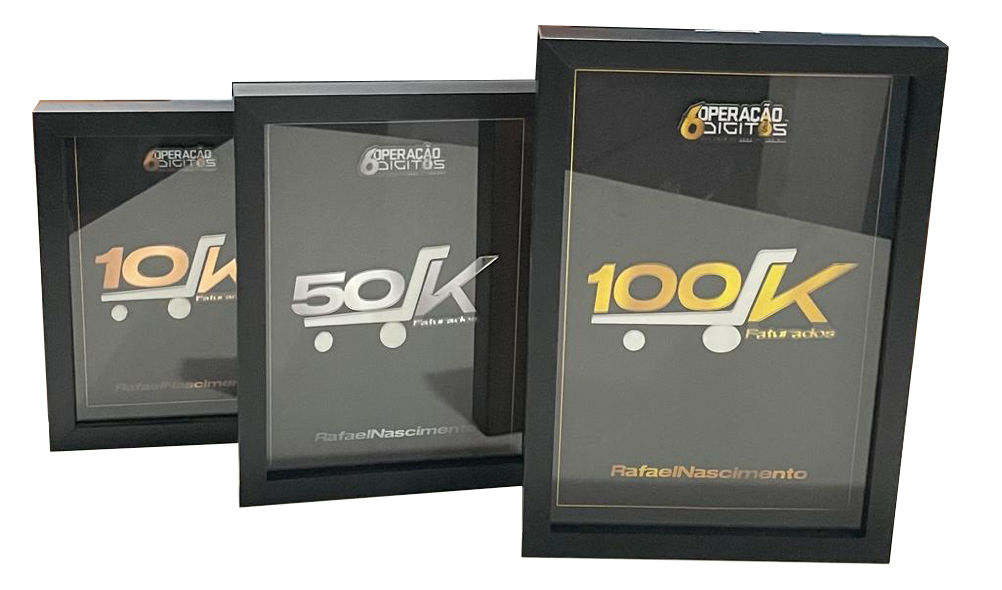 6 OPERAÇÃO
DIGITOS
10K
Faturados
RafaelNascimento
6 OPERAÇÃO
DIGITOS
50K
Faturados
RafaelNascimento
6 OPERAÇÃO
DIGITOS
100K
Faturados
RafaelNascimento